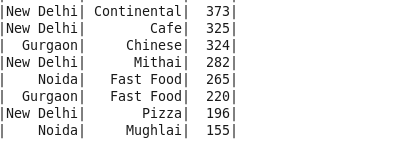 |New Delhi| Continental|  373|
|New Delhi|        Cafe|  325|
|  Gurgaon|     Chinese|  324|
|New Delhi|      Mithai|  282|
|    Noida|   Fast Food|  265|
|  Gurgaon|   Fast Food|  220|
|New Delhi|       Pizza|  196|
|    Noida|     Mughlai|  155|